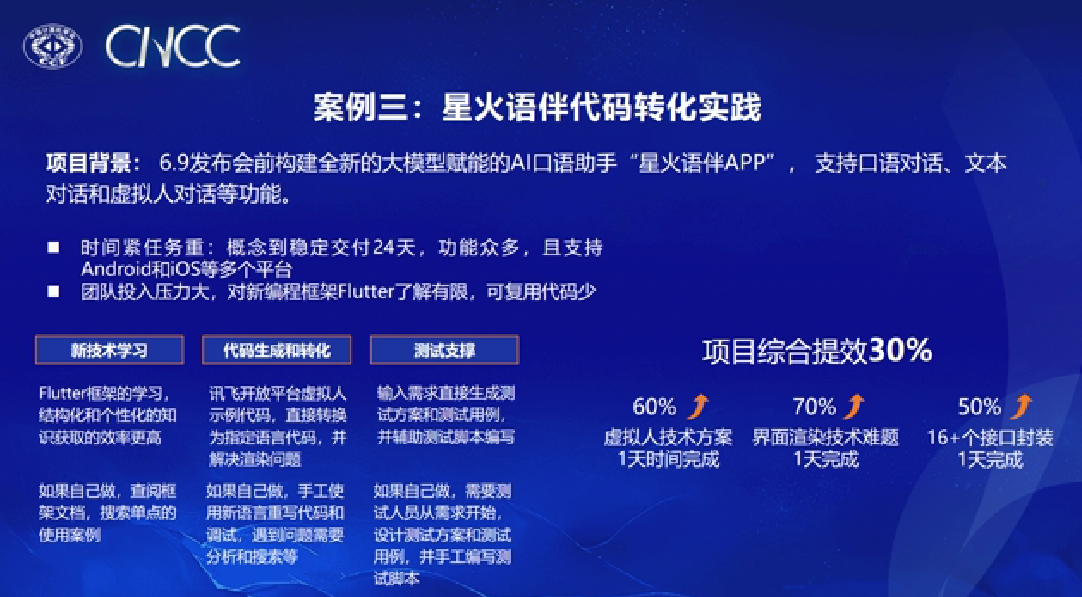 CNCC
案例三：星火语伴代码转化实践
项目背景： 6.9发布会前构建全新的大模型赋能的AI口语助手“星火语伴APP”， 支持口语对话、文本
对话和虚拟人对话等功能。
■ 时间紧任务重：概念到稳定交付24天，功能众多，且支持
Android和iOS等多个平台
■ 团队投入压力大，对新编程框架Flutter了解有限，可复用代码少
新技术学习
Flutter框架的学习，
结构化和个性化的知
识获取的效率更高
如果自己做，查阅框
架文档，搜索单点的
使用案例
代码生成和转化
讯飞开放平台虚拟人
示例代码，直接转换
为指定语言代码，并
解决渲染问题
如果自己做，手工使
用新语言重写代码和
调试，遇到问题需要
分析和搜索等
测试支撑
输入需求直接生成测
试方案和测试用例，
并辅助测试脚本编写
如果自己做，需要测
试人员从需求开始，
设计测试方案和测试
用例，并手工编写测
试脚本
项目综合提效30%
60%
虚拟人技术方案
1天时间完成
70%
界面渲染技术难题
1天完成
50%
16+个接口封装
1天完成